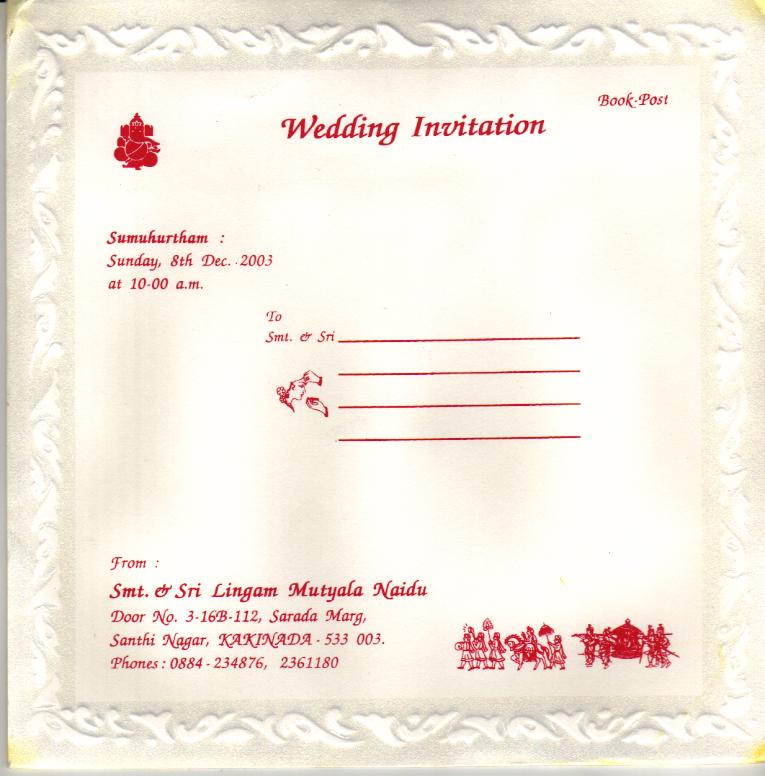 Book-Post
Wedding Invitation
Sumuhurtham :
Sunday, 8th Dec. 2003
at 10-00 a.m.
To
Smt. & Sri
From :
Smt. & Sri Lingam Mutyala Naidu
Door No. 3-16B-112, Sarada Marg,
Santhi Nagar, KAKINADA - 533 003.
Phones : 0884 - 234876, 2361180